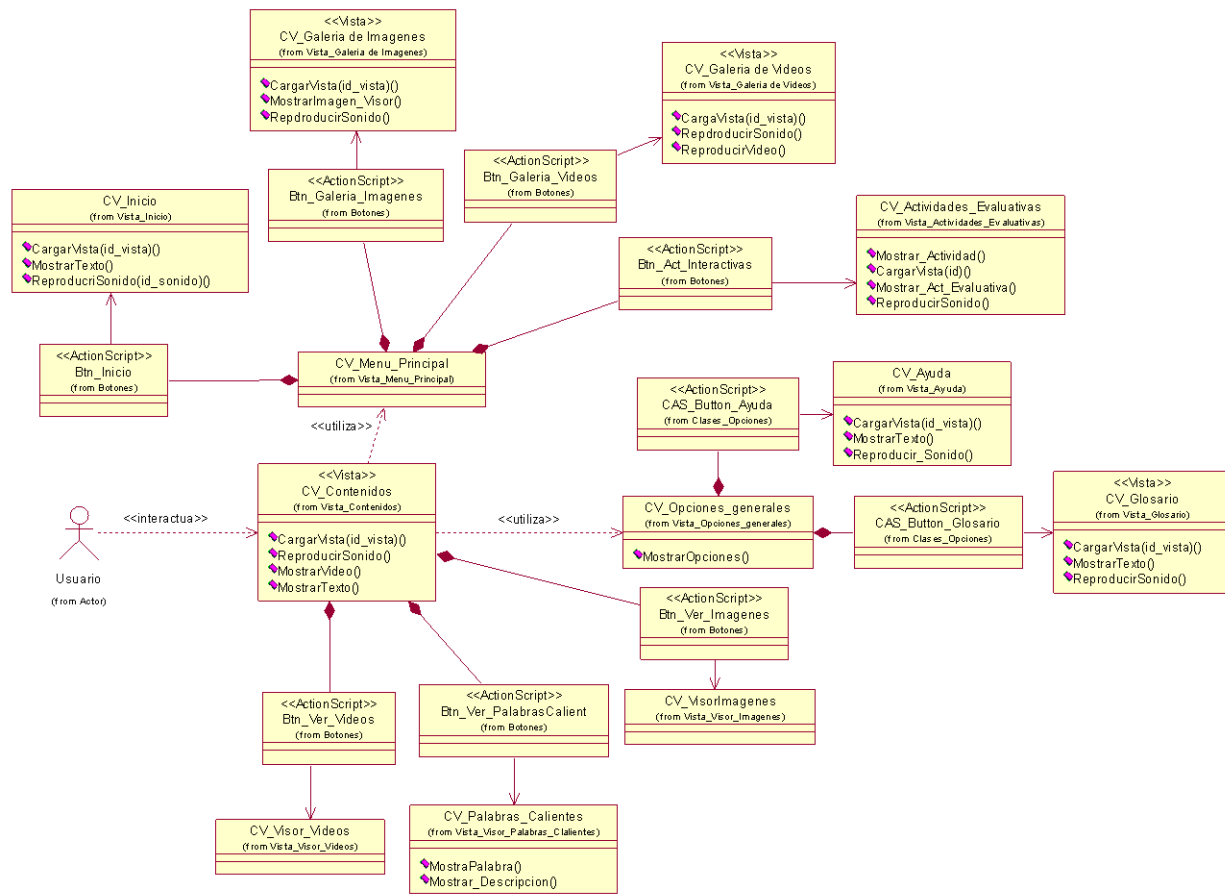 <<Vista>>
CV_Galeria de Imagenes
(from Vista_Galeria de Imagenes)
CargarVista(id_vista)()
MostrarImagen_Visor()
RepdroducirSonido()
<<Vista>>
CV_Galeria de Videos
(from Vista_Galeria de Videos)
CargaVista(id_vista)()
RepdroducirSonido()
ReproducirVideo()
<<ActionScript>>
Btn_Galeria_Imagenes
(from Botones)
<<ActionScript>>
Btn_Galeria_Videos
(from Botones)
CV_Inicio
(from Vista_Inicio)
CargarVista(id_vista)()
MostrarTexto()
ReproducriSonido(id_sonido)()
CV_Actividades_Evaluativas
(from Vista_Actividades_Evaluativas)
Mostrar_Actividad()
CargarVista(id)()
Mostrar_Act_Evaluativa()
ReproducirSonido()
<<ActionScript>>
Btn_Act_Interactivas
(from Botones)
<<ActionScript>>
Btn_Inicio
(from Botones)
CV_Menu_Principal
(from Vista_Menu_Principal)
<<ActionScript>>
CAS_Button_Ayuda
(from Clases_Opciones)
CV_Ayuda
(from Vista_Ayuda)
CargarVista(id_vista)()
MostrarTexto()
Reproducir_Sonido()
<<utiliza>>
<<Vista>>
CV_Contenidos
(from Vista_Contenidos)
CargarVista(id_vista)()
ReproducirSonido()
MostrarVideo()
MostrarTexto()
<<interactua>>
<<utiliza>>
Usuario
(from Actor)
CV_Opciones_generales
(from Vista_Opciones_generales)
MostrarOpciones()
<<ActionScript>>
CAS_Button_Glosario
(from Clases_Opciones)
<<Vista>>
CV_Glosario
(from Vista_Glosario)
CargarVista(id_vista)()
MostrarTexto()
ReproducirSonido()
<<ActionScript>>
Btn_Ver_Imagenes
(from Botones)
<<ActionScript>>
Btn_Ver_Videos
(from Botones)
<<ActionScript>>
Btn_Ver_PalabrasCalient
(from Botones)
CV_VisorImagenes
(from Vista_Visor_Imagenes)
CV_Visor_Videos
(from Vista_Visor_Videos)
CV_Palabras_Calientes
(from Vista_Visor_Palabras_Clalientes)
MostraPalabra()
Mostrar_Descripcion()